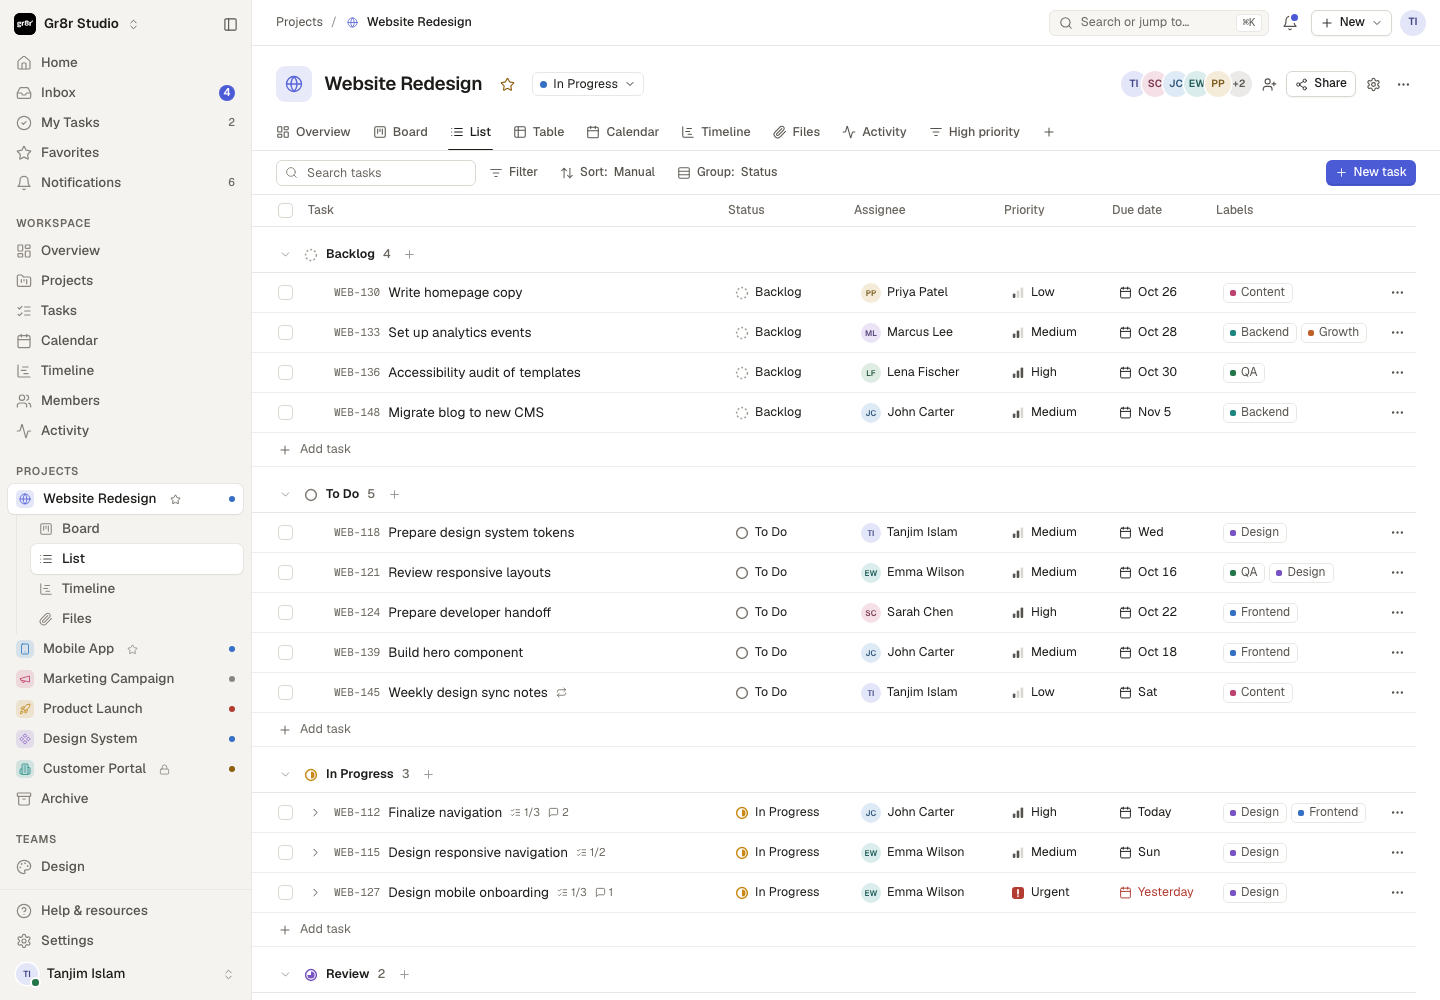 gr8r Gr8r Studio
Home
Inbox 4
My Tasks 2
Favorites
Notifications 6
WORKSPACE
Overview
Projects
Tasks
Calendar
Timeline
Members
Activity
PROJECTS
Website Redesign
Board
List
Timeline
Files
Mobile App
Marketing Campaign
Product Launch
Design System
Customer Portal
Archive
TEAMS
Design
Help & resources
Settings
TI Tanjim Islam
Projects / Website Redesign
Search or jump to... ⌘K
New
TI
Website Redesign
In Progress
TI SC JC EW PP +2
Share
Overview Board List Table Calendar Timeline Files Activity High priority
Search tasks Filter Sort: Manual Group: Status New task
Task Status Assignee Priority Due date Labels
Backlog 4
WEB-130 Write homepage copy Backlog PP Priya Patel Low Oct 26 Content
WEB-133 Set up analytics events Backlog ML Marcus Lee Medium Oct 28 Backend Growth
WEB-136 Accessibility audit of templates Backlog LF Lena Fischer High Oct 30 QA
WEB-148 Migrate blog to new CMS Backlog JC John Carter Medium Nov 5 Backend
Add task
To Do 5
WEB-118 Prepare design system tokens To Do TI Tanjim Islam Medium Wed Design
WEB-121 Review responsive layouts To Do EW Emma Wilson Medium Oct 16 QA Design
WEB-124 Prepare developer handoff To Do SC Sarah Chen High Oct 22 Frontend
WEB-139 Build hero component To Do JC John Carter Medium Oct 18 Frontend
WEB-145 Weekly design sync notes To Do TI Tanjim Islam Low Sat Content
Add task
In Progress 3
WEB-112 Finalize navigation 1/3 2 In Progress JC John Carter High Today Design Frontend
WEB-115 Design responsive navigation 1/2 In Progress EW Emma Wilson Medium Sun Design
WEB-127 Design mobile onboarding 1/3 1 In Progress EW Emma Wilson Urgent Yesterday Design
Add task
Review 2